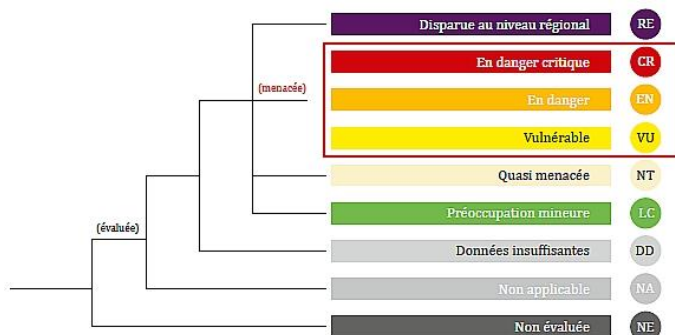 Disparue au niveau régional RE
En danger critique CR
(menacée)
En danger EN
Vulnérable VU
Quasi menacée NT
Préoccupation mineure LC
(évaluée)
Données insuffisantes DD
Non applicable NA
Non évaluée NE